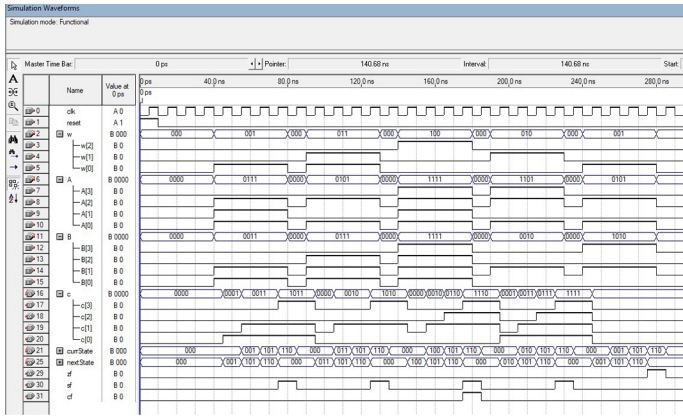 Simulation Waveforms
Simulation mode: Functional
Master Time Bar: 0 ps Pointer: 140.68 ns Interval: 140.68 ns Start:
Name Value at 0 ps
0 ps 40.0 ns 80.0 ns 120.0 ns 160.0 ns 200.0 ns 240.0 ns 280.0 ns
0 ps
0 clk A 0
1 reset A 1
2 w B 000 000 001 000 011 000 100 000 010 000 001
3 w[2] B 0
4 w[1] B 0
5 w[0] B 0
6 A B 0000 0000 0111 0000 0101 0000 1111 0000 1101 0000 0101
7 A[3] B 0
8 A[2] B 0
9 A[1] B 0
10 A[0] B 0
11 B B 0000 0000 0011 0000 0111 0000 1111 0000 0010 0000 1010
12 B[3] B 0
13 B[2] B 0
14 B[1] B 0
15 B[0] B 0
16 c B 0000 0000 0001 0011 1011 0000 0010 1010 0000 0010 0110 1110 0001 0011 0111 1111
17 c[3] B 0
18 c[2] B 0
19 c[1] B 0
20 c[0] B 0
21 currState B 000 000 001 101 110 000 011 101 110 000 100 101 110 000 010 101 110 000 001 101 110
25 nextState B 000 000 001 101 110 000 011 101 110 000 100 101 110 000 010 101 110 000 001 101 110
29 zf B 0
30 sf B 0
31 cf B 0